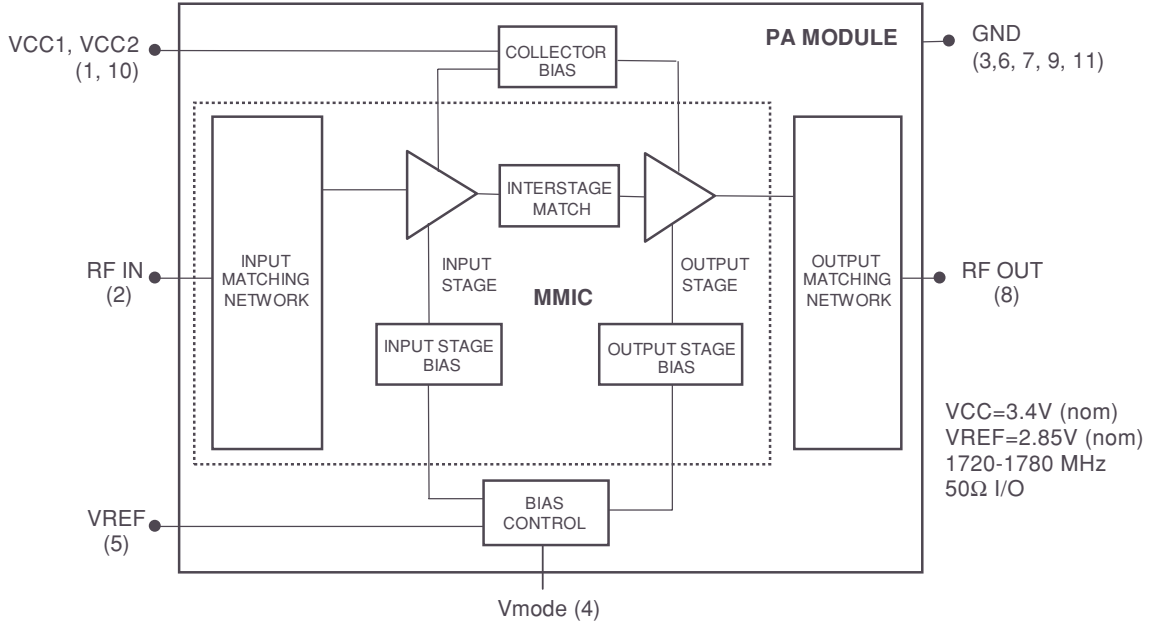 VCC1, VCC2
(1, 10)
COLLECTOR
BIAS
PA MODULE
GND
(3,6, 7, 9, 11)
INTERSTAGE
MATCH
RF IN
(2)
INPUT
MATCHING
NETWORK
INPUT
STAGE
MMIC
OUTPUT
STAGE
OUTPUT
MATCHING
NETWORK
RF OUT
(8)
INPUT STAGE
BIAS
OUTPUT STAGE
BIAS
VCC=3.4V (nom)
VREF=2.85V (nom)
1720-1780 MHz
50Ω I/O
VREF
(5)
BIAS
CONTROL
Vmode (4)